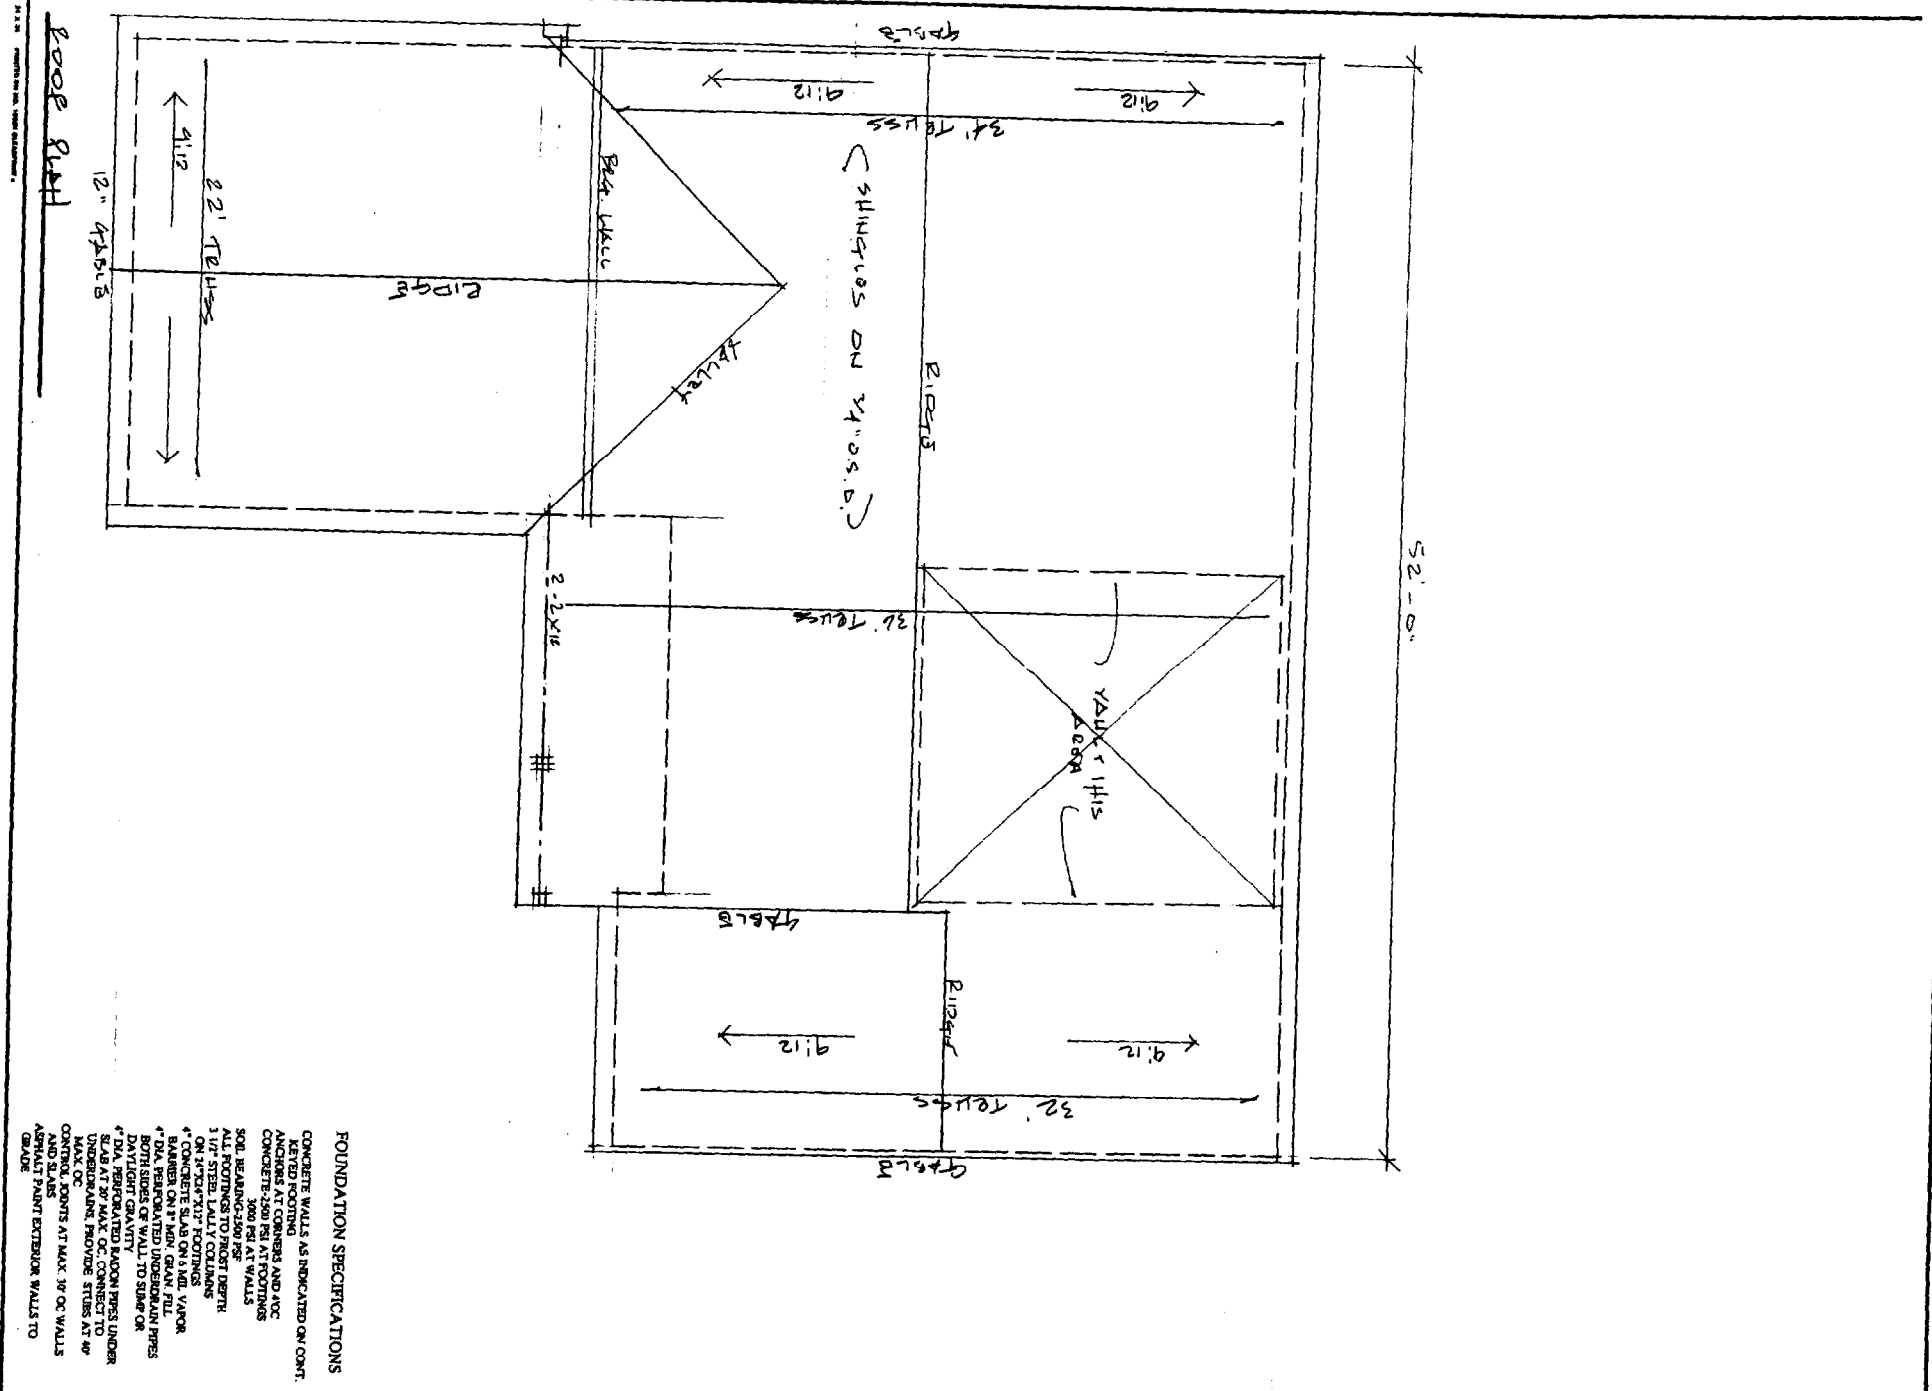 GABLE
9:12
9:12
34' TRUSS
(SHINGLES ON 3/4" O.S.B.)
BRG. WALL
RIDGE
VALLEY
9:12
22' TRUSS
12" GABLE
ROOF PLAN
RIDGE
52'-0"
2-2x12
32' TRUSS
VAULT THIS
AREA
GABLE
RIDGE
9:12
9:12
32' TRUSS
GABLE
FOUNDATION SPECIFICATIONS
CONCRETE WALLS AS INDICATED ON CONT.
KEYED FOOTING
ANCHORS AT CORNERS AND 4'OC
CONCRETE-2500 PSI AT FOOTINGS
3000 PSI AT WALLS
SOIL BEARING-2500 PSF
ALL FOOTINGS TO FROST DEPTH
3 1/2" STEEL LALLY COLUMNS
ON 24"X24"X12" FOOTINGS
4" CONCRETE SLAB ON 6 MIL VAPOR
BARRIER ON 8" MIN. GRAN. FILL
4" DIA. PERFORATED UNDERDRAIN PIPES
BOTH SIDES OF WALL TO SUMP OR
DAYLIGHT GRAVITY
4" DIA. PERFORATED RADON PIPES UNDER
SLAB AT 20' MAX. OC. CONNECT TO
UNDERDRAINS, PROVIDE STUBS AT 40'
MAX. OC
CONTROL JOINTS AT MAX. 30' OC WALLS
AND SLABS
ASPHALT PAINT EXTERIOR WALLS TO
GRADE